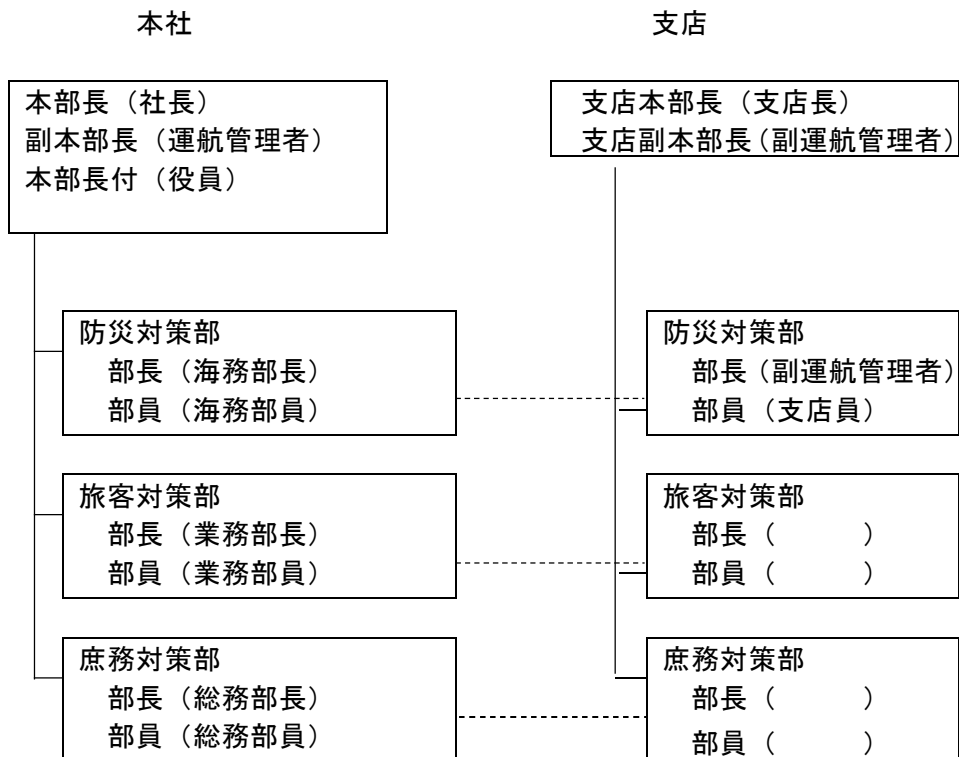 本社
支店
本部長（社長）
副本部長（運航管理者）
本部長付（役員）
支店本部長（支店長）
支店副本部長（副運航管理者）
防災対策部
部長（海務部長）
部員（海務部員）
防災対策部
部長（副運航管理者）
部員（支店員）
旅客対策部
部長（業務部長）
部員（業務部員）
旅客対策部
部長（　　　）
部員（　　　）
庶務対策部
部長（総務部長）
部員（総務部員）
庶務対策部
部長（　　　）
部員（　　　）